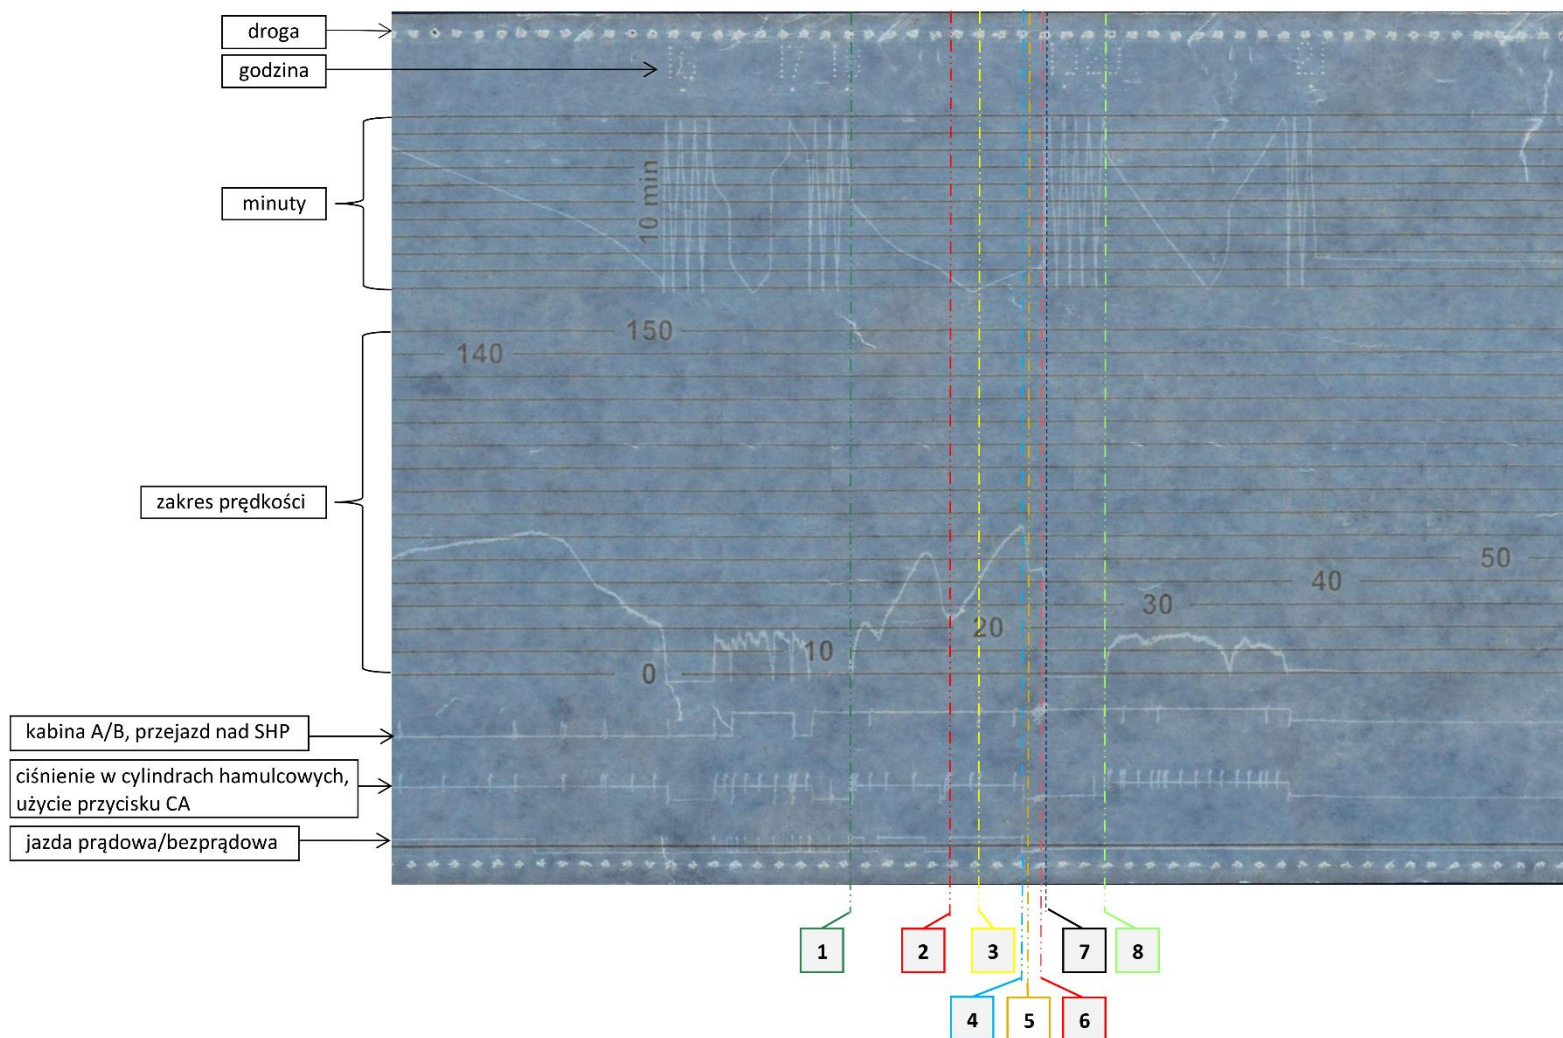 droga
godzina
minuty
10 min
150
140
zakres prędkości
50
40
30
20
10
0
kabina A/B, przejazd nad SHP
ciśnienie w cylindrach hamulcowych,
użycie przycisku CA
jazda prądowa/bezprądowa
1
2
3
7
8
4
5
6